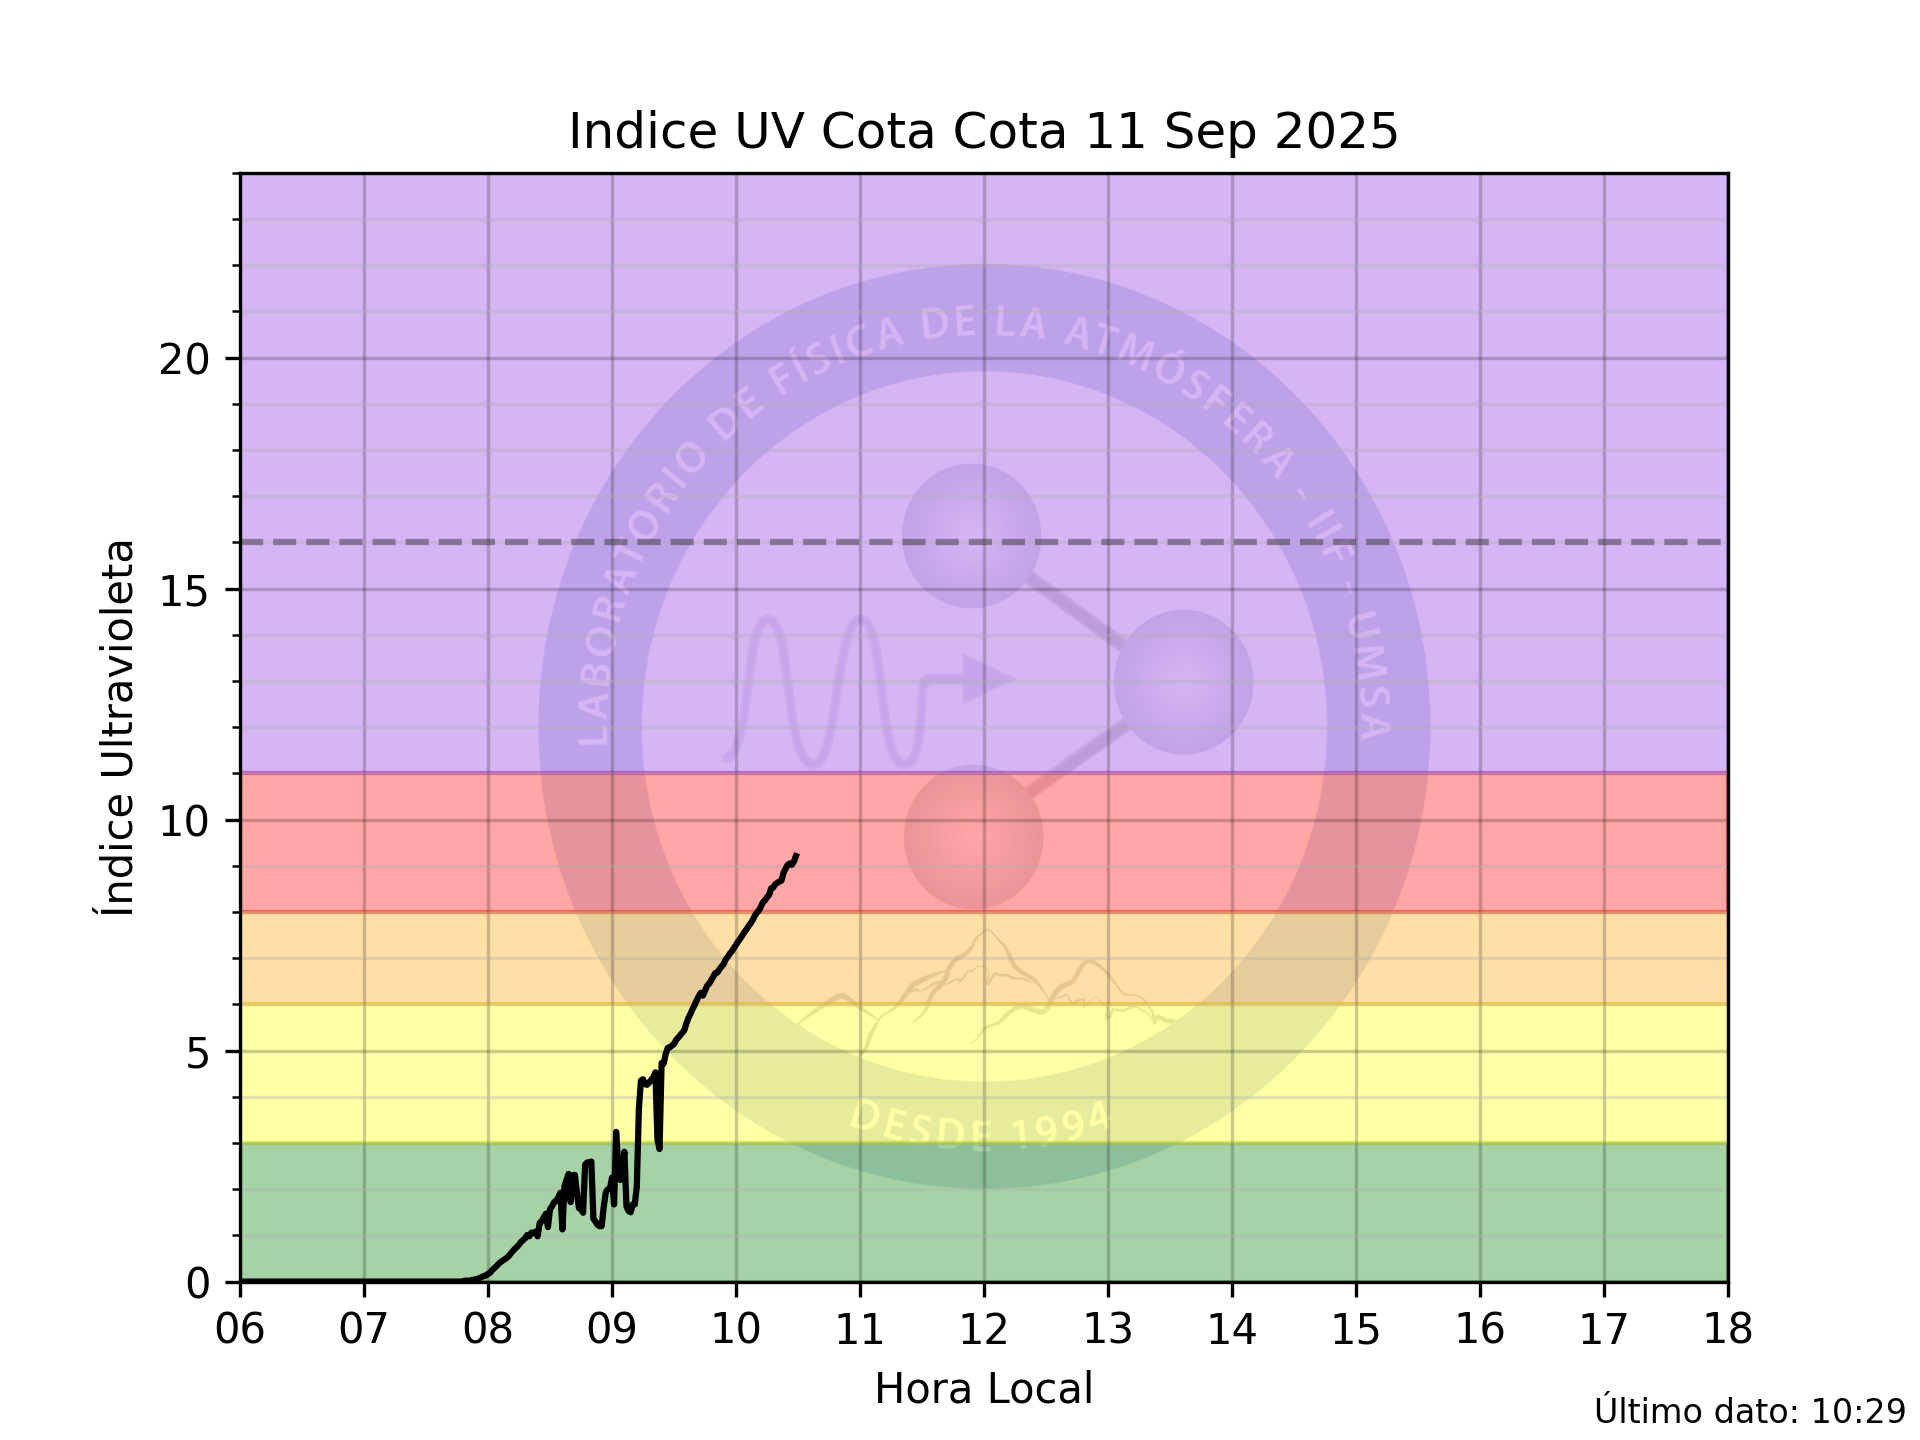 Indice UV Cota Cota 11 Sep 2025
Índice Ultravioleta
20
15
10
5
0
LABORATORIO DE FÍSICA DE LA ATMÓSFERA - IIF - UMSA
DESDE 1994
06 07 08 09 10 11 12 13 14 15 16 17 18
Hora Local
Último dato: 10:29